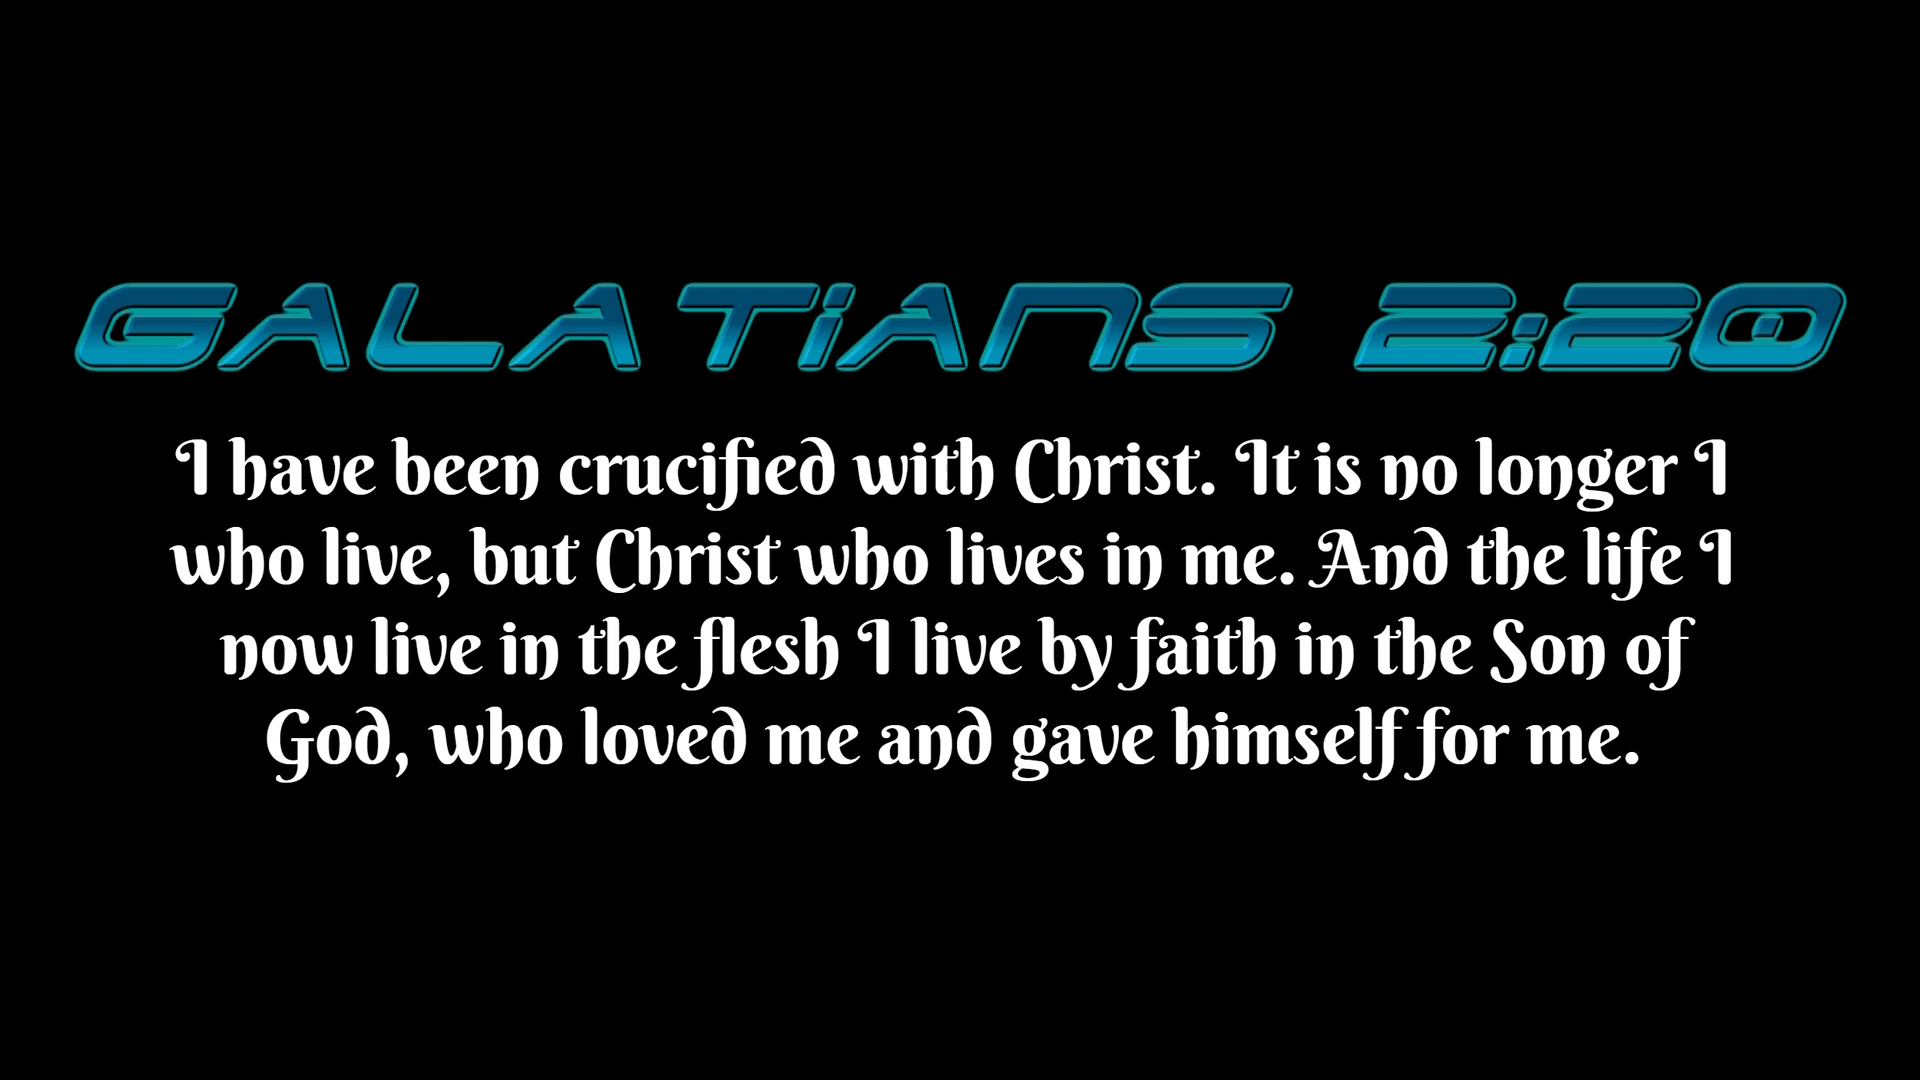 GALATIANS 2:20
I have been crucified with Christ. It is no longer I
who live, but Christ who lives in me. And the life I
now live in the flesh I live by faith in the Son of
God, who loved me and gave himself for me.